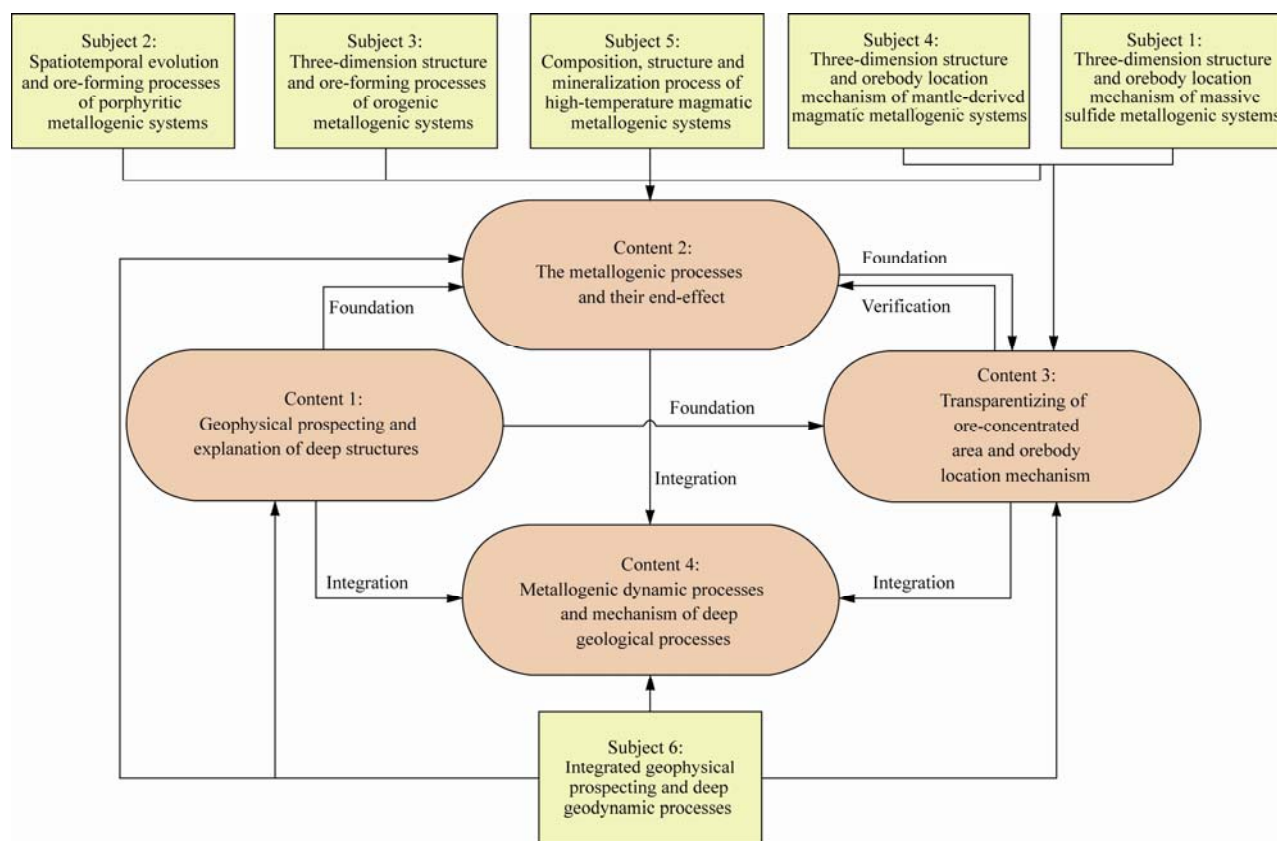 Subject 2:
Spatiotemporal evolution
and ore-forming processes
of porphyritic
metallogenic systems
Subject 3:
Three-dimension structure
and ore-forming processes
of orogenic
metallogenic systems
Subject 5:
Composition, structure and
mineralization process of
high-temperature magmatic
metallogenic systems
Subject 4:
Three-dimension structure
and orebody location
mechanism of mantle-derived
magmatic metallogenic systems
Subject 1:
Three-dimension structure
and orebody location
mechanism of massive
sulfide metallogenic systems
Content 2:
The metallogenic processes
and their end-effect
Foundation
Foundation
Verification
Content 1:
Geophysical prospecting and
explanation of deep structures
Foundation
Content 3:
Transparentizing of
ore-concentrated
area and orebody
location mechanism
Integration
Integration
Content 4:
Metallogenic dynamic processes
and mechanism of deep
geological processes
Integration
Subject 6:
Integrated geophysical
prospecting and deep
geodynamic processes